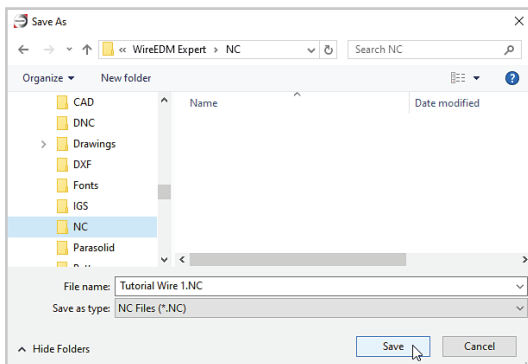 Save As
« WireEDM Expert › NC
Search NC
Organize
New folder
Name
Date modified
CAD
DNC
Drawings
DXF
Fonts
IGS
NC
Parasolid
File name: Tutorial Wire 1.NC
Save as type: NC Files (*.NC)
Hide Folders
Save
Cancel